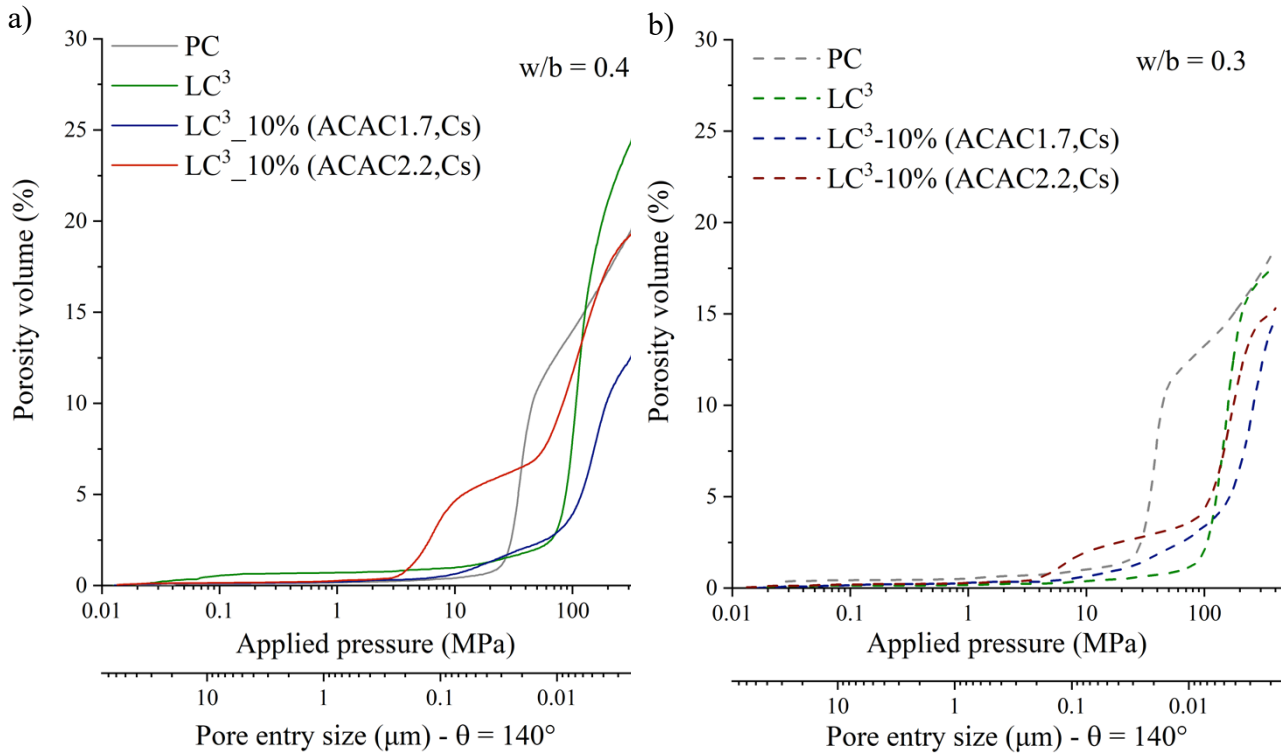 a)
30
25
20
15
10
5
0
Porosity volume (%)
PC
LC³
LC³_10% (ACAC1.7,Cs)
LC³_10% (ACAC2.2,Cs)
w/b = 0.4
0.01 0.1 1 10 100
Applied pressure (MPa)
10 1 0.1 0.01
Pore entry size (μm) - θ = 140°
b)
30
25
20
15
10
5
0
Porosity volume (%)
PC
LC³
LC³-10% (ACAC1.7,Cs)
LC³-10% (ACAC2.2,Cs)
w/b = 0.3
0.01 0.1 1 10 100
Applied pressure (MPa)
10 1 0.1 0.01
Pore entry size (μm) - θ = 140°